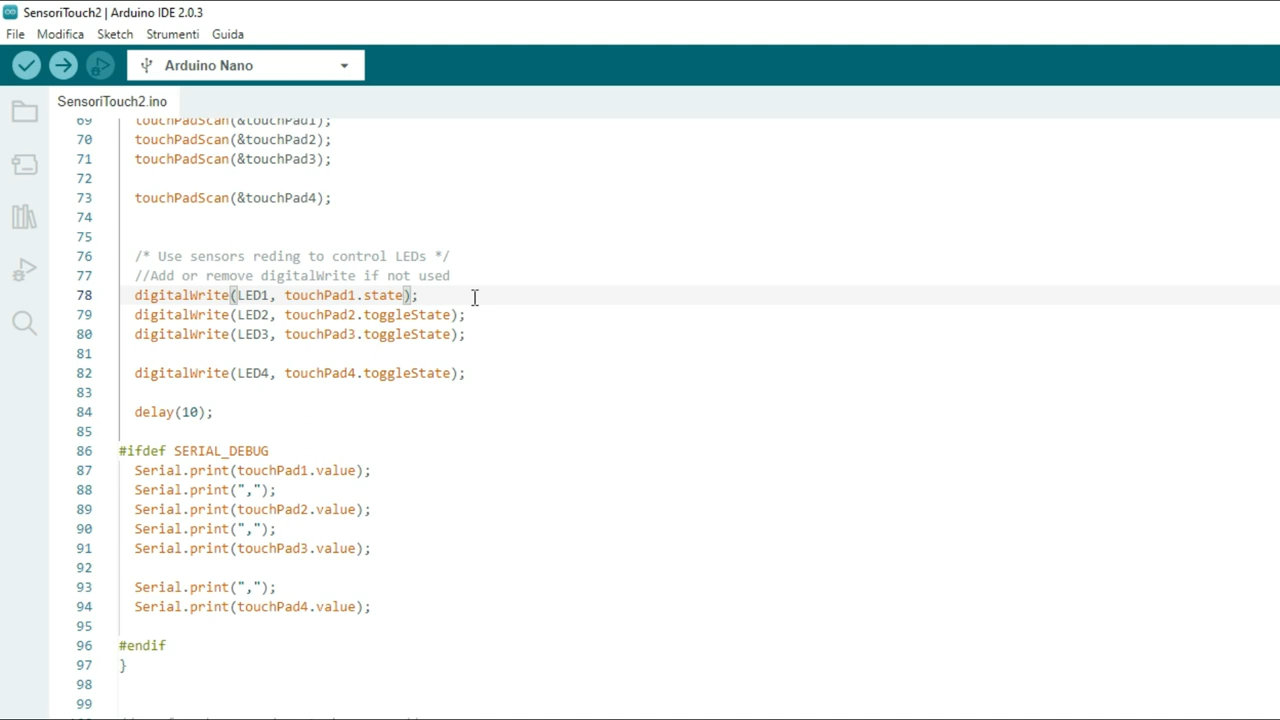 SensoriTouch2 | Arduino IDE 2.0.3
File Modifica Sketch Strumenti Guida
Arduino Nano
SensoriTouch2.ino
69 touchPadScan(&touchPad1);
70 touchPadScan(&touchPad2);
71 touchPadScan(&touchPad3);
72
73 touchPadScan(&touchPad4);
74
75
76 /* Use sensors reding to control LEDs */
77 //Add or remove digitalWrite if not used
78 digitalWrite(LED1, touchPad1.state);
79 digitalWrite(LED2, touchPad2.toggleState);
80 digitalWrite(LED3, touchPad3.toggleState);
81
82 digitalWrite(LED4, touchPad4.toggleState);
83
84 delay(10);
85
86 #ifdef SERIAL_DEBUG
87 Serial.print(touchPad1.value);
88 Serial.print(",");
89 Serial.print(touchPad2.value);
90 Serial.print(",");
91 Serial.print(touchPad3.value);
92
93 Serial.print(",");
94 Serial.print(touchPad4.value);
95
96 #endif
97 }
98
99